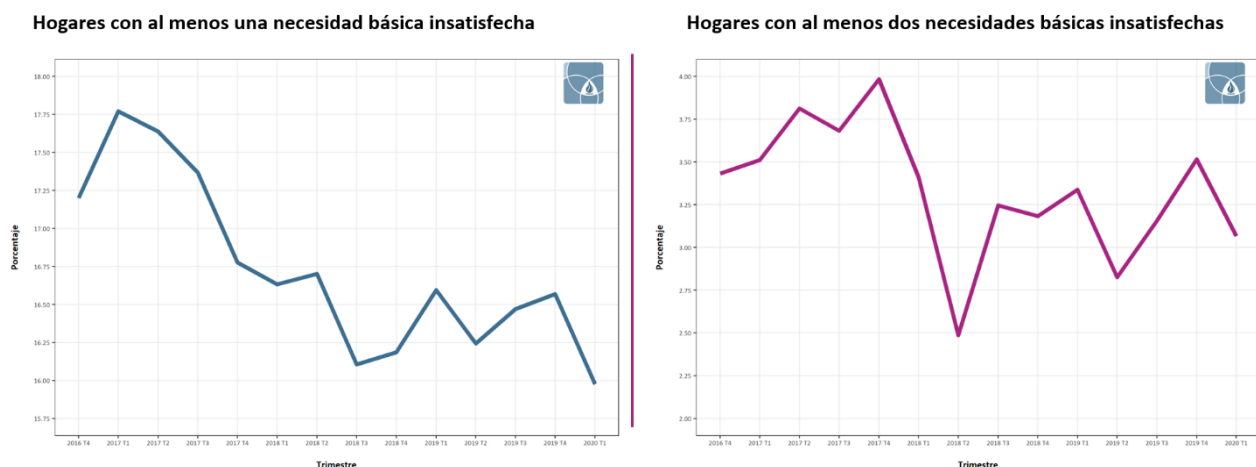 Hogares con al menos una necesidad básica insatisfecha
18.00
17.75
17.50
17.25
17.00
16.75
16.50
16.25
16.00
15.75
Porcentaje
2016 T4 2017 T1 2017 T2 2017 T3 2017 T4 2018 T1 2018 T2 2018 T3 2018 T4 2019 T1 2019 T2 2019 T3 2019 T4 2020 T1
Trimestre
Hogares con al menos dos necesidades básicas insatisfechas
4.00
3.75
3.50
3.25
3.00
2.75
2.50
2.25
2.00
Porcentaje
2016 T4 2017 T1 2017 T2 2017 T3 2017 T4 2018 T1 2018 T2 2018 T3 2018 T4 2019 T1 2019 T2 2019 T3 2019 T4 2020 T1
Trimestre